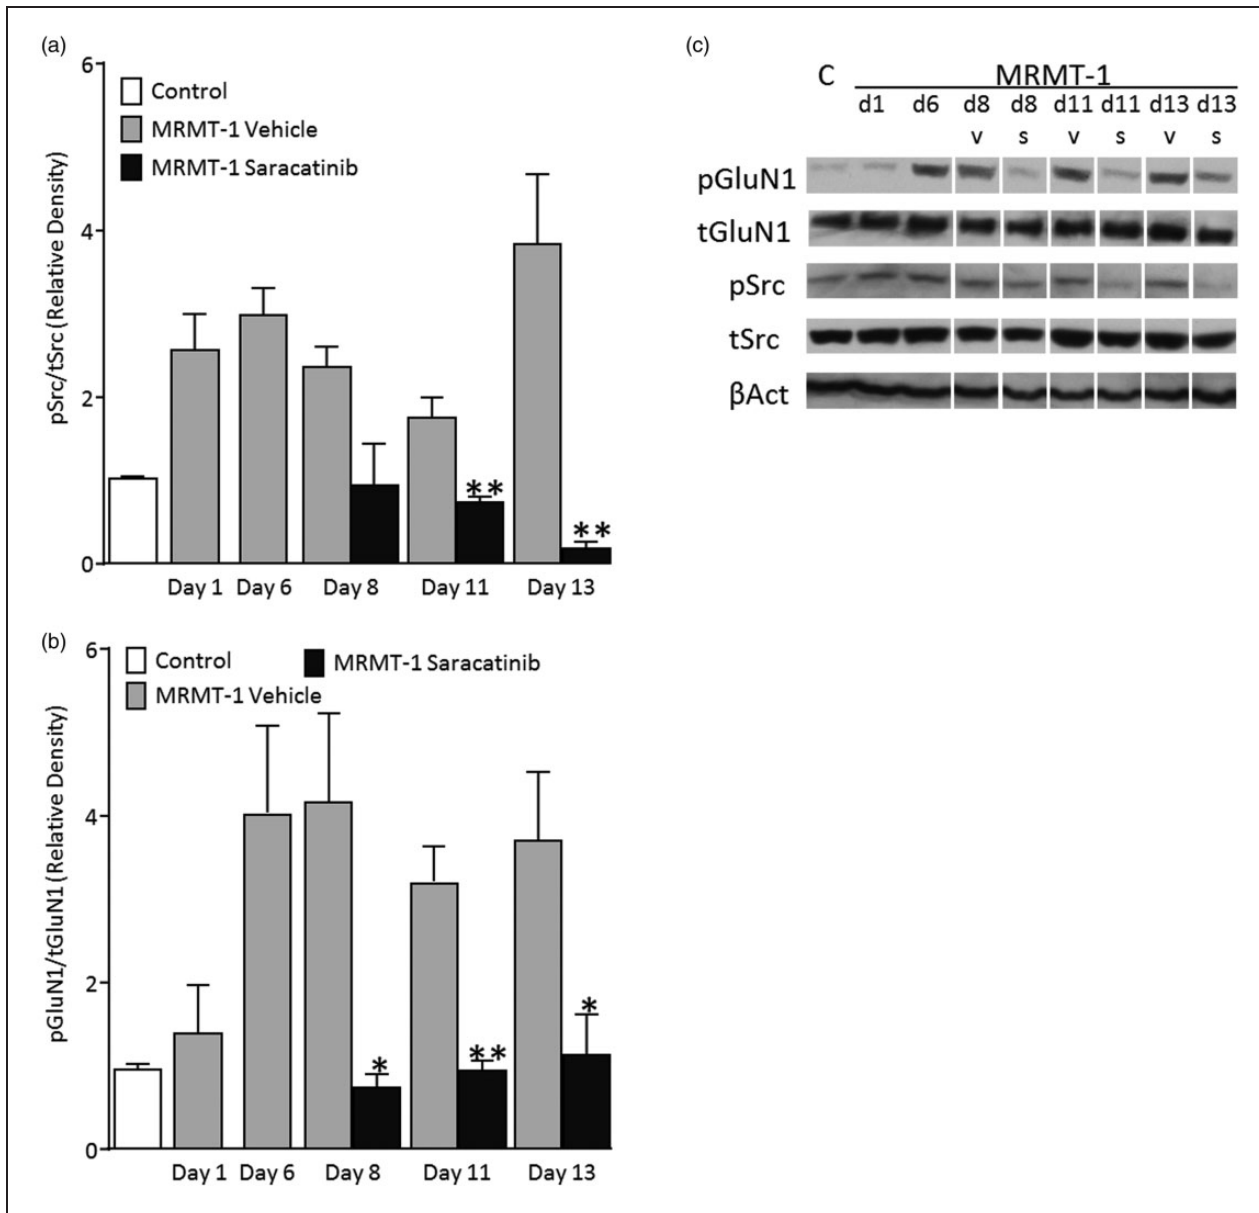 (a)
6
4
2
0
pSrc/tSrc (Relative Density)
Control
MRMT-1 Vehicle
MRMT-1 Saracatinib
**
**
Day 1 Day 6 Day 8 Day 11 Day 13
(b)
6
4
2
0
pGluN1/tGluN1 (Relative Density)
Control MRMT-1 Saracatinib
MRMT-1 Vehicle
*
**
*
Day 1 Day 6 Day 8 Day 11 Day 13
(c)
C MRMT-1
d1 d6 d8 d8 d11 d11 d13 d13
v s v s v s
pGluN1
tGluN1
pSrc
tSrc
βAct